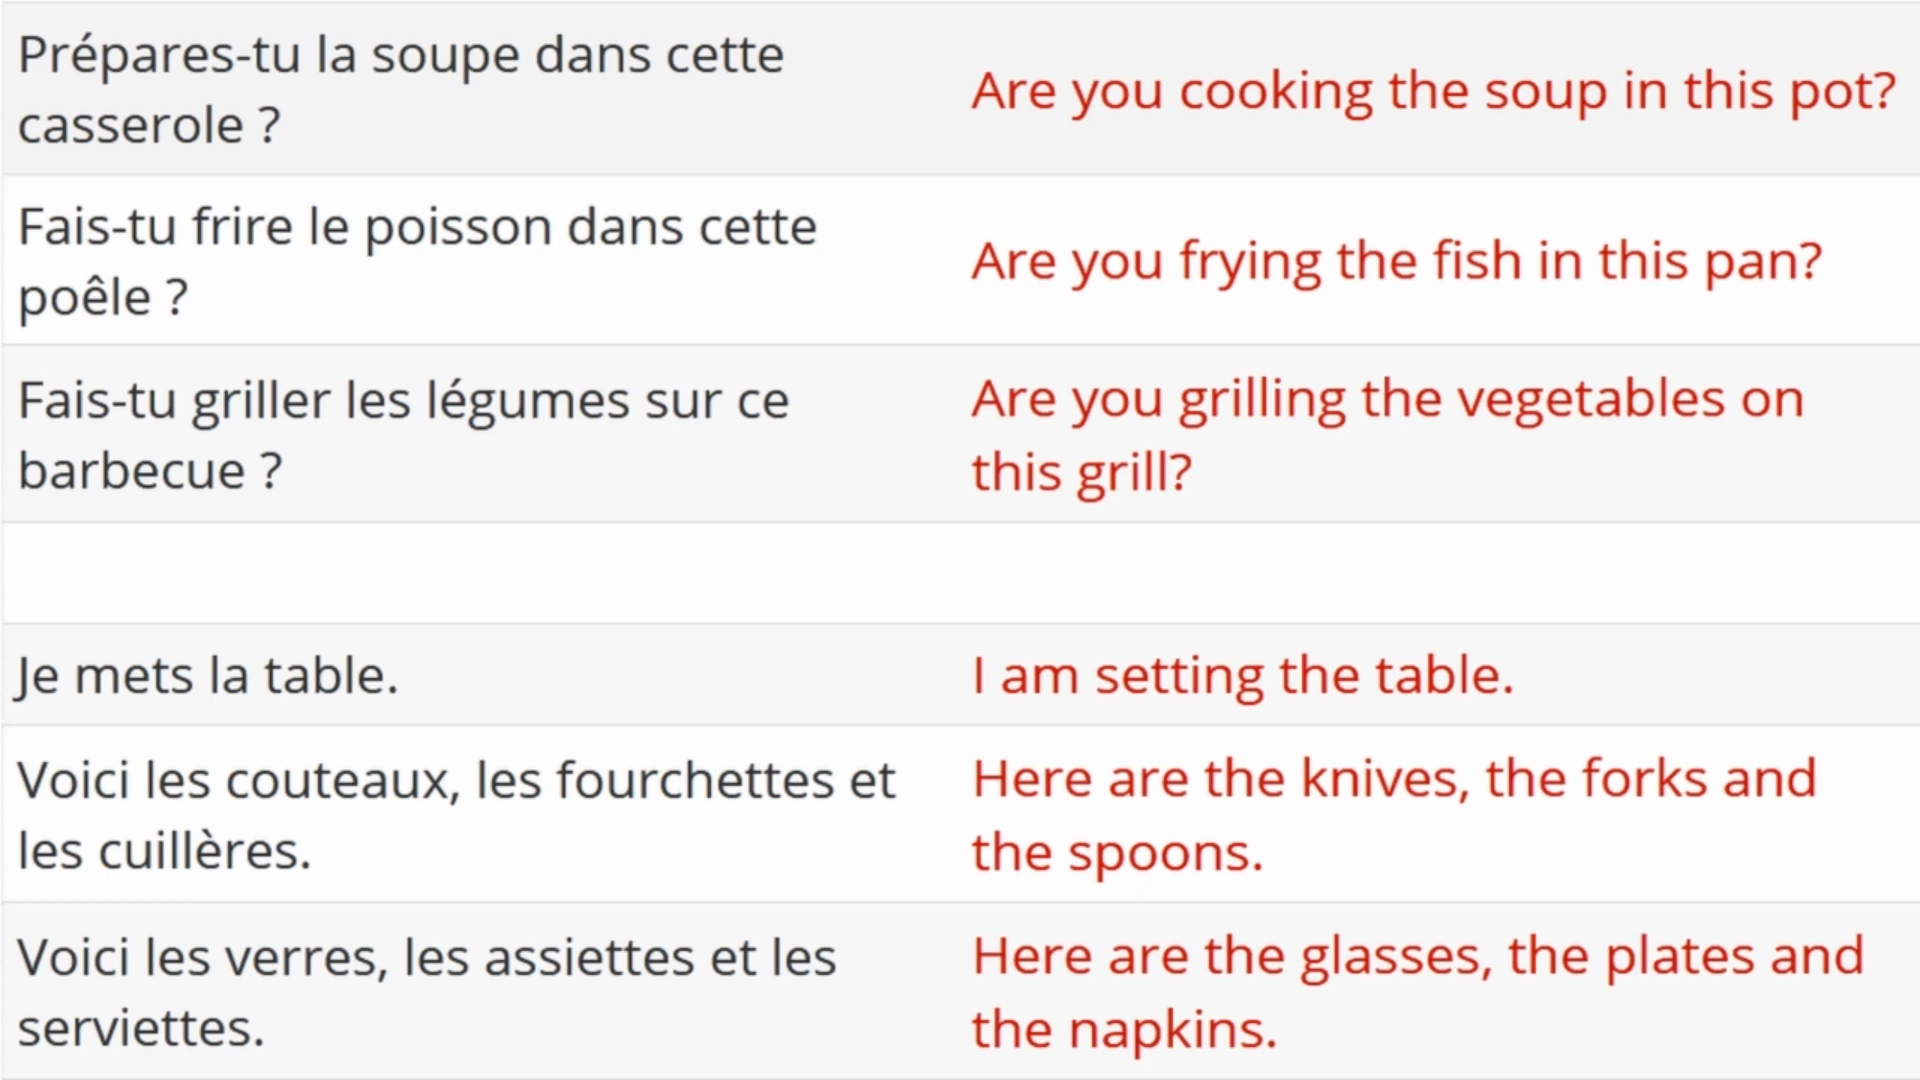 Prépares-tu la soupe dans cette
casserole ?
Are you cooking the soup in this pot?
Fais-tu frire le poisson dans cette
poêle ?
Are you frying the fish in this pan?
Fais-tu griller les légumes sur ce
barbecue ?
Are you grilling the vegetables on
this grill?
Je mets la table.
I am setting the table.
Voici les couteaux, les fourchettes et
les cuillères.
Here are the knives, the forks and
the spoons.
Voici les verres, les assiettes et les
serviettes.
Here are the glasses, the plates and
the napkins.